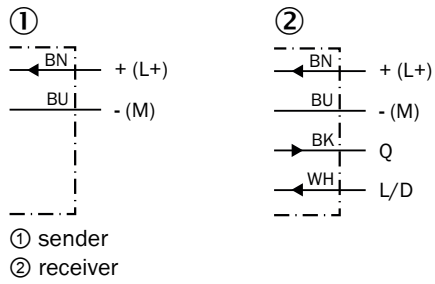 ①
BN + (L+)
BU - (M)
②
BN + (L+)
BU - (M)
BK Q
WH L/D
① sender
② receiver